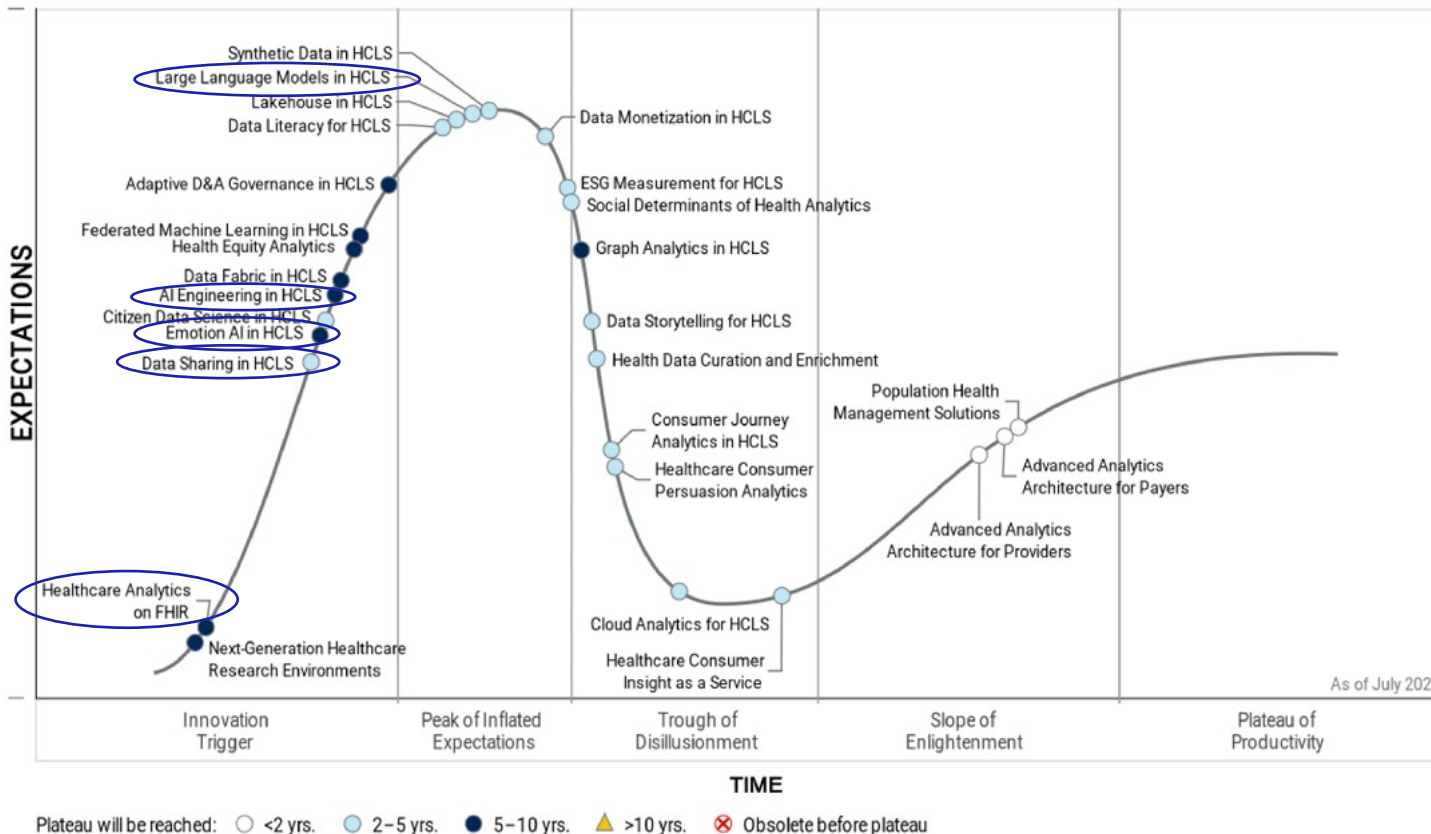 Synthetic Data in HCLS
Large Language Models in HCLS
Lakehouse in HCLS
Data Literacy for HCLS
Data Monetization in HCLS
Adaptive D&A Governance in HCLS
ESG Measurement for HCLS
Social Determinants of Health Analytics
Federated Machine Learning in HCLS
Health Equity Analytics
Graph Analytics in HCLS
Data Fabric in HCLS
AI Engineering in HCLS
Citizen Data Science in HCLS
Emotion AI in HCLS
Data Sharing in HCLS
Data Storytelling for HCLS
Health Data Curation and Enrichment
Consumer Journey
Analytics in HCLS
Healthcare Consumer
Persuasion Analytics
Population Health
Management Solutions
Advanced Analytics
Architecture for Payers
Advanced Analytics
Architecture for Providers
Healthcare Analytics
on FHIR
Next-Generation Healthcare
Research Environments
Cloud Analytics for HCLS
Healthcare Consumer
Insight as a Service
EXPECTATIONS
As of July 202
Innovation
Trigger
Peak of Inflated
Expectations
Trough of
Disillusionment
Slope of
Enlightenment
Plateau of
Productivity
TIME
Plateau will be reached: <2 yrs. 2–5 yrs. 5–10 yrs. >10 yrs. Obsolete before plateau